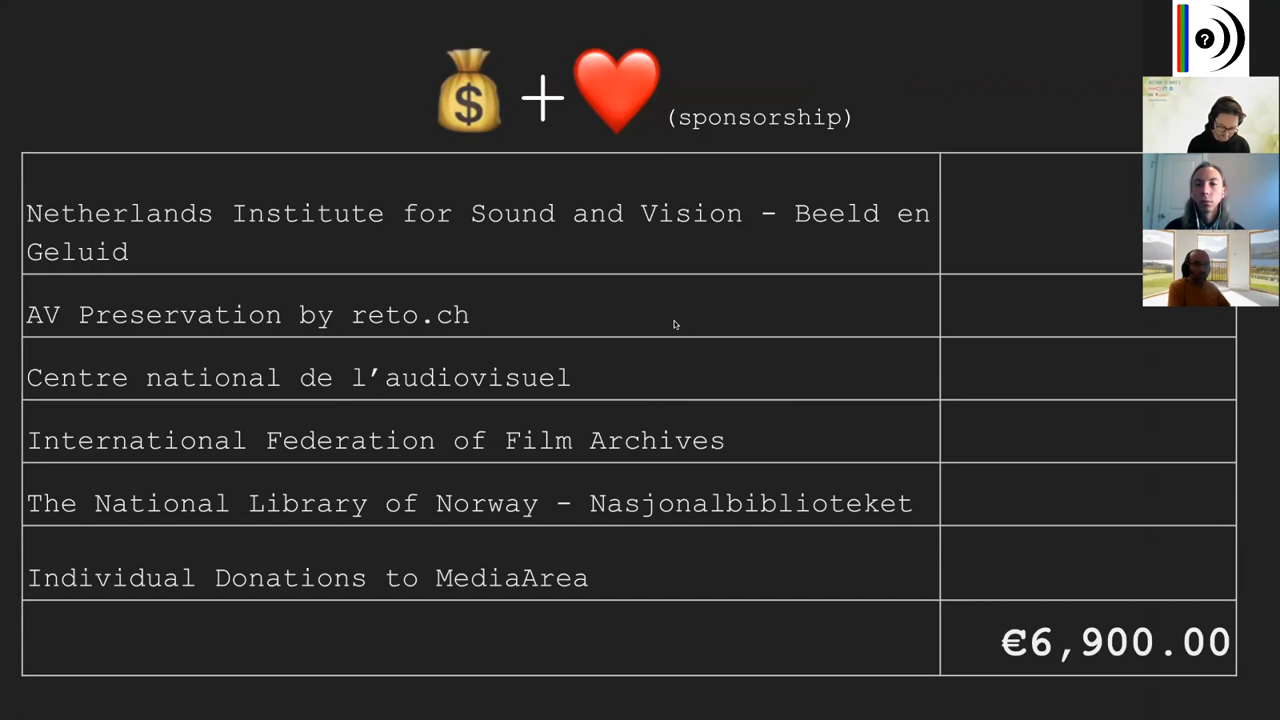 (sponsorship)
Netherlands Institute for Sound and Vision - Beeld en
Geluid
AV Preservation by reto.ch
Centre national de l’audiovisuel
International Federation of Film Archives
The National Library of Norway - Nasjonalbiblioteket
Individual Donations to MediaArea
€6,900.00